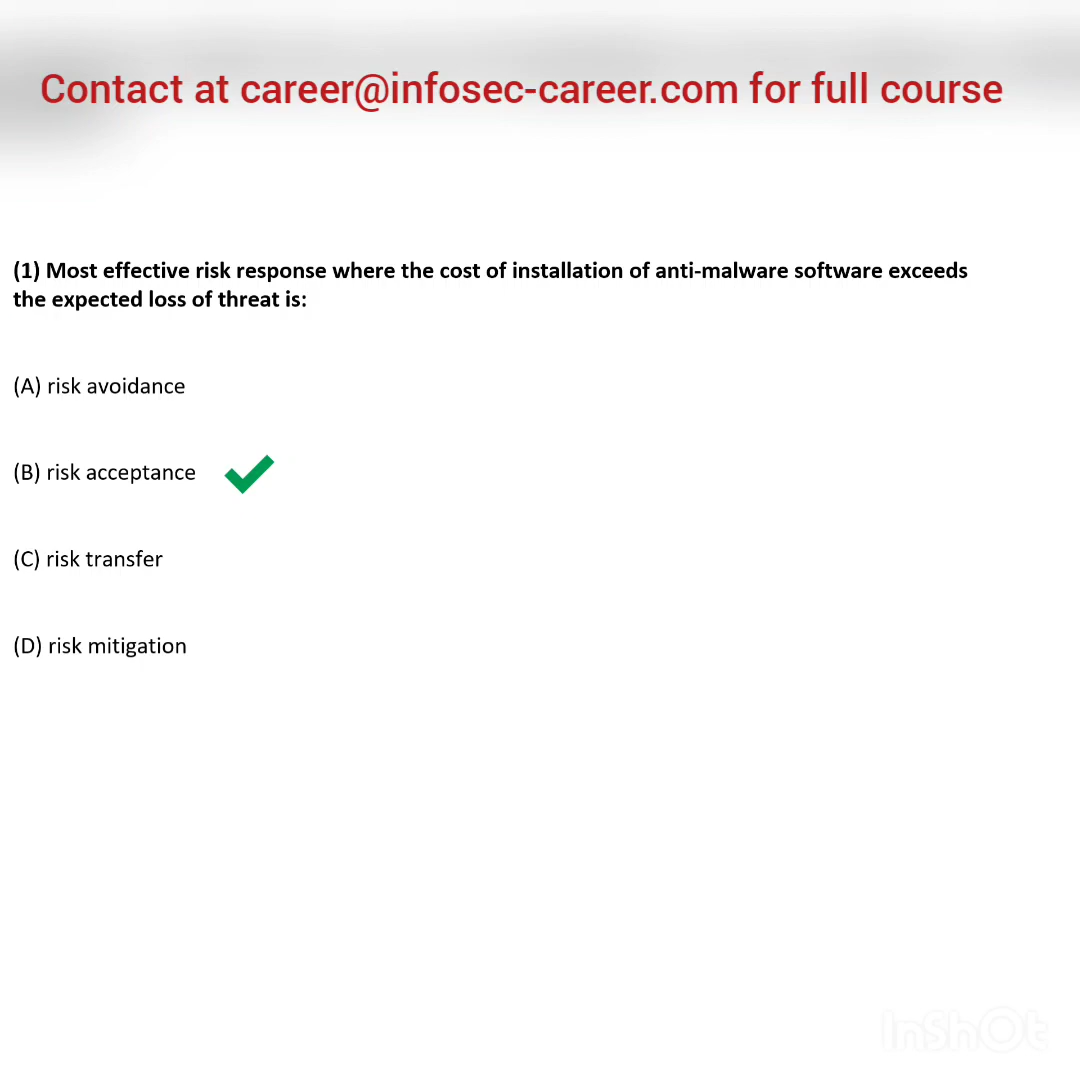 Contact at career@infosec-career.com for full course
(1) Most effective risk response where the cost of installation of anti-malware software exceeds
the expected loss of threat is:
(A) risk avoidance
(B) risk acceptance
(C) risk transfer
(D) risk mitigation
InShOt